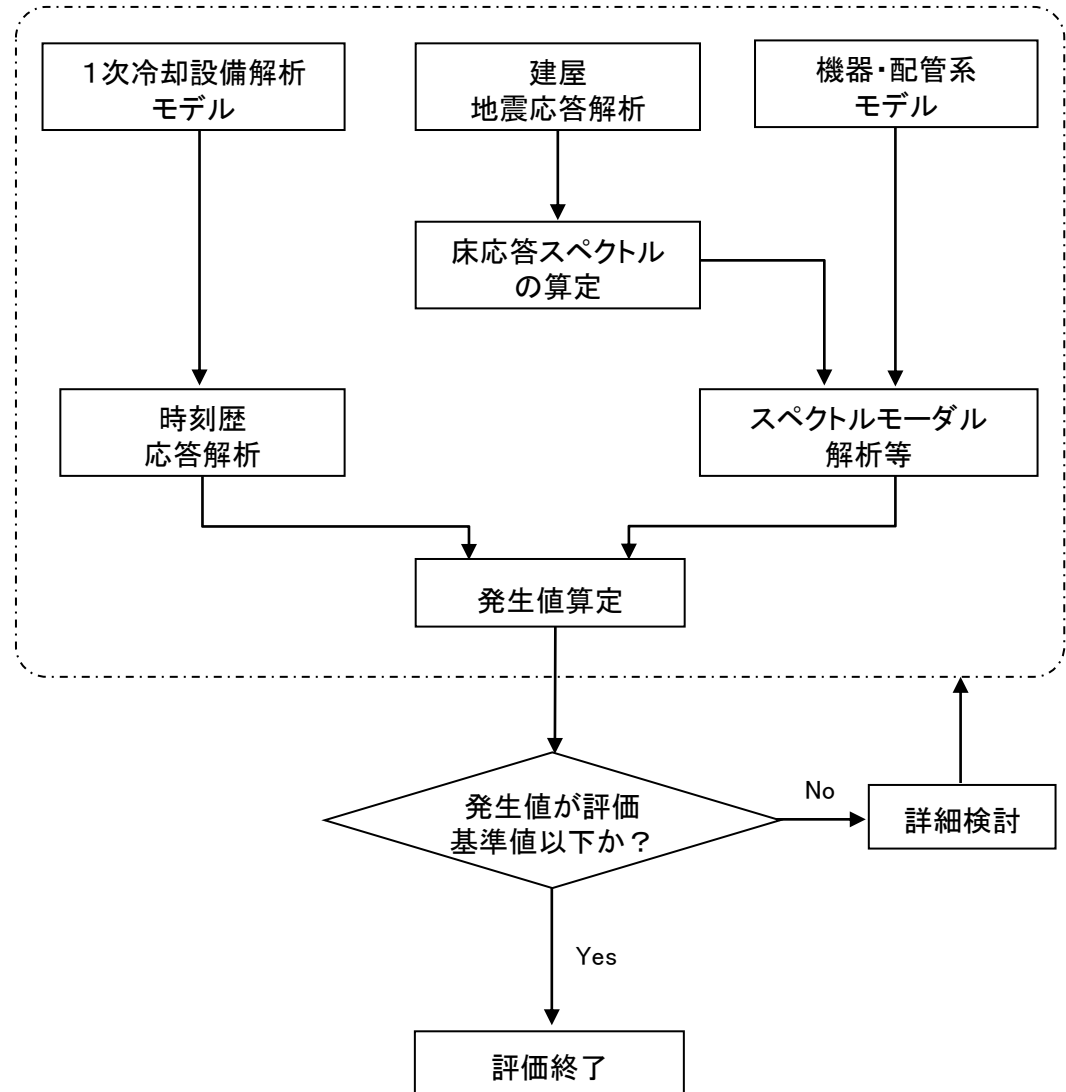 １次冷却設備解析
モデル
建屋
地震応答解析
機器・配管系
モデル
床応答スペクトル
の算定
時刻歴
応答解析
スペクトルモーダル
解析等
発生値算定
発生値が評価
基準値以下か？
No
詳細検討
Yes
評価終了